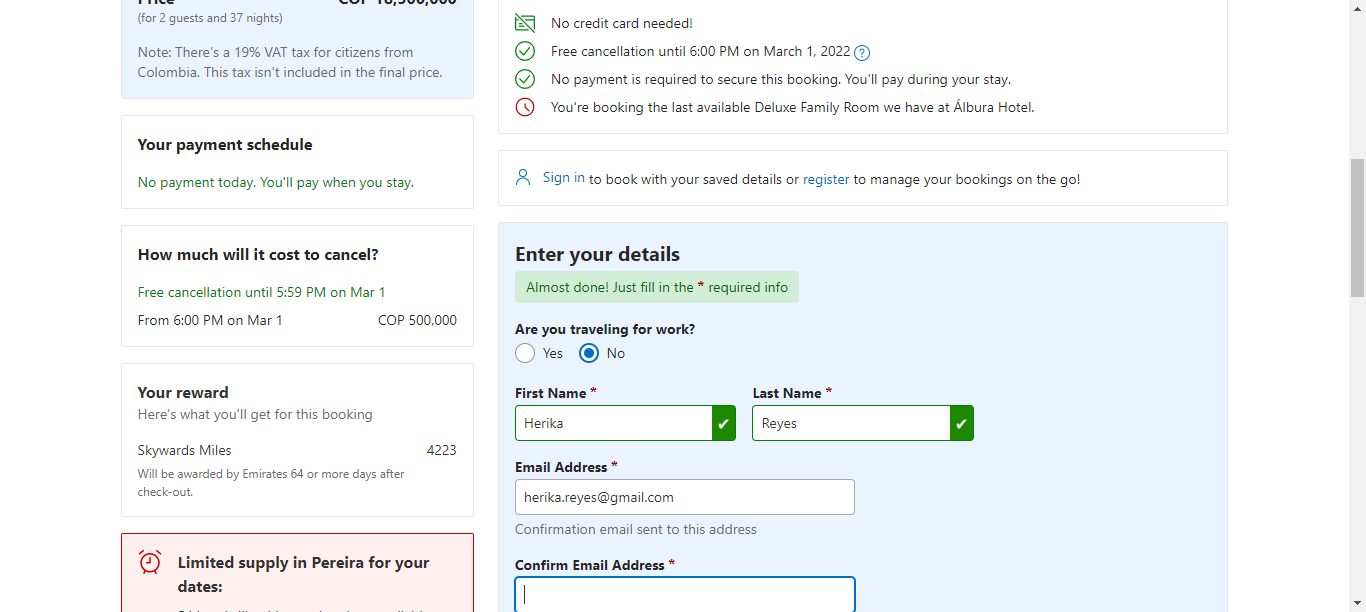 Price COP 18,500,000
(for 2 guests and 37 nights)
Note: There's a 19% VAT tax for citizens from
Colombia. This tax isn't included in the final price.
Your payment schedule
No payment today. You'll pay when you stay.
How much will it cost to cancel?
Free cancellation until 5:59 PM on Mar 1
From 6:00 PM on Mar 1 COP 500,000
Your reward
Here's what you'll get for this booking
Skywards Miles 4223
Will be awarded by Emirates 64 or more days after
check-out.
Limited supply in Pereira for your
dates:
No credit card needed!
Free cancellation until 6:00 PM on March 1, 2022 ?
No payment is required to secure this booking. You'll pay during your stay.
You're booking the last available Deluxe Family Room we have at Álbura Hotel.
Sign in to book with your saved details or register to manage your bookings on the go!
Enter your details
Almost done! Just fill in the * required info
Are you traveling for work?
Yes No
First Name * Last Name *
Herika Reyes
Email Address *
herika.reyes@gmail.com
Confirmation email sent to this address
Confirm Email Address *